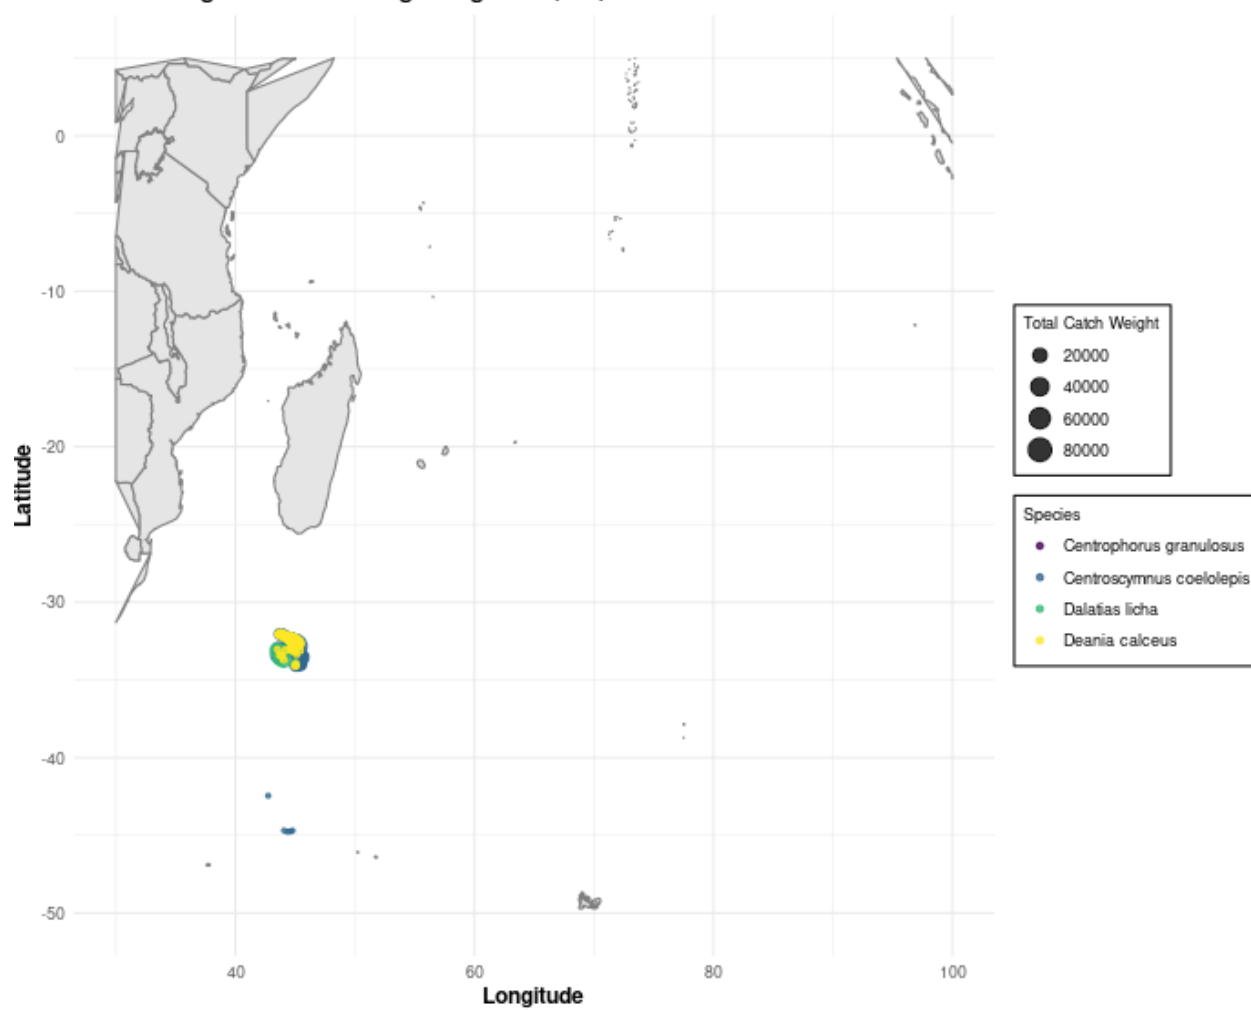 0
-10
-20
-30
-40
-50
Latitude
40
60
80
100
Longitude
Total Catch Weight
20000
40000
60000
80000
Species
Centrophorus granulosus
Centroscymnus coelolepis
Dalatias licha
Deania calceus